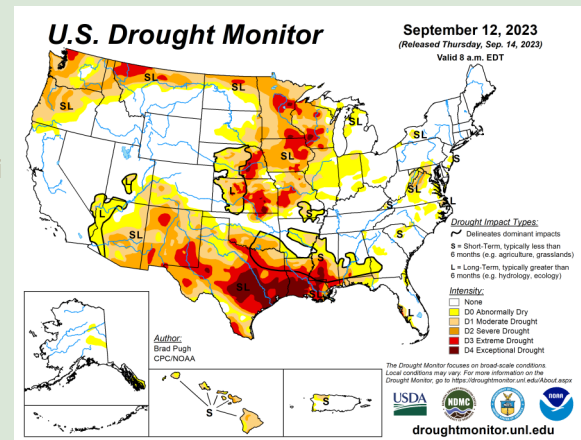 U.S. Drought Monitor
September 12, 2023
(Released Thursday, Sep. 14, 2023)
Valid 8 a.m. EDT
SL
SL
SL
SL
SL
SL
S
SL
L
S
SL
S
S
SL
SL
L
L
Drought Impact Types:
Delineates dominant impacts
S = Short-Term, typically less than
6 months (e.g. agriculture, grasslands)
L = Long-Term, typically greater than
6 months (e.g. hydrology, ecology)
Intensity:
None
D0 Abnormally Dry
D1 Moderate Drought
D2 Severe Drought
D3 Extreme Drought
D4 Exceptional Drought
Author:
Brad Pugh
CPC/NOAA
S
S
The Drought Monitor focuses on broad-scale conditions.
Local conditions may vary. For more information on the
Drought Monitor, go to https://droughtmonitor.unl.edu/About.aspx
USDA
NDMC
NOAA
droughtmonitor.unl.edu